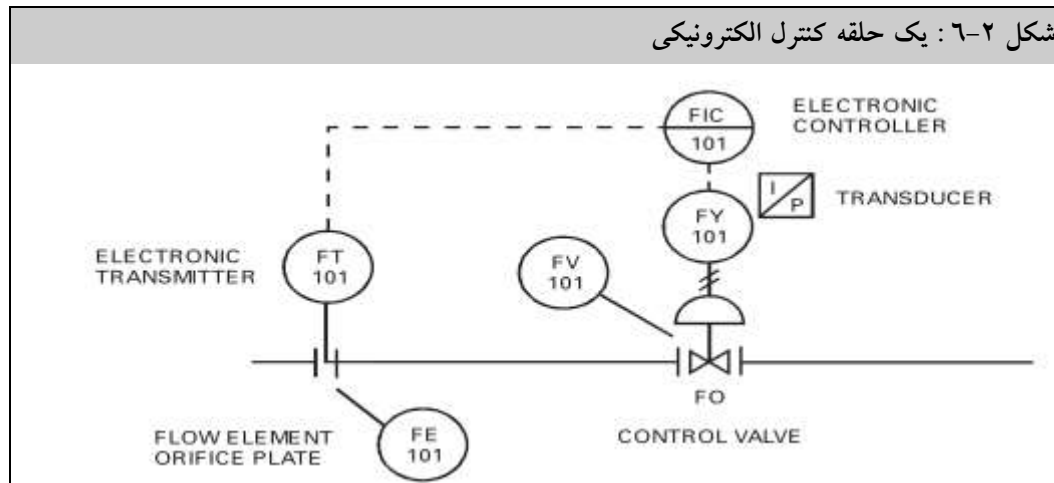 شکل ۲-٦ : یک حلقه کنترل الکترونیکی
FIC
101
ELECTRONIC
CONTROLLER
I
P
TRANSDUCER
FY
101
ELECTRONIC
TRANSMITTER
FT
101
FV
101
FO
CONTROL VALVE
FLOW ELEMENT
ORIFICE PLATE
FE
101